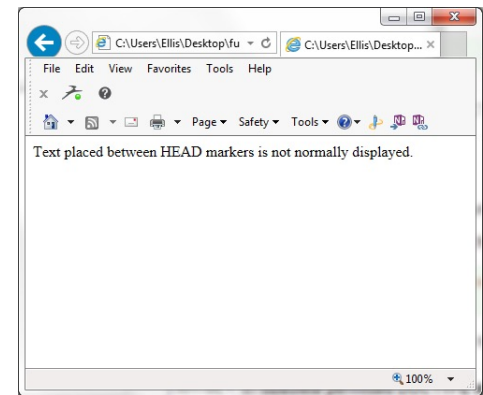 C:\Users\Ellis\Desktop\fu
C:\Users\Ellis\Desktop...
File Edit View Favorites Tools Help
Page Safety Tools
Text placed between HEAD markers is not normally displayed.
100%